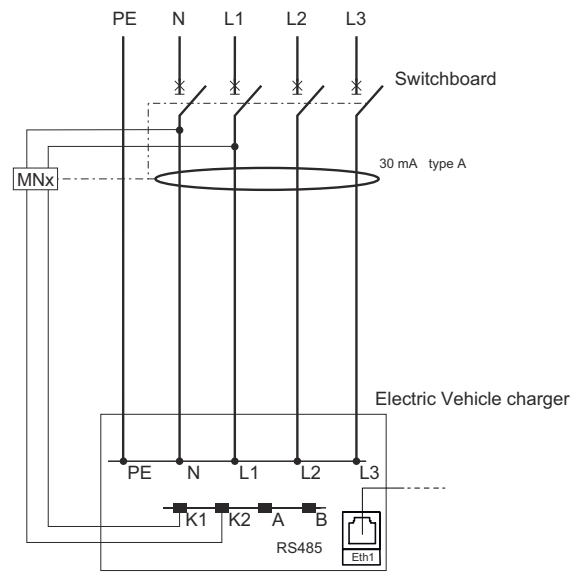 PE N L1 L2 L3
Switchboard
30 mA type A
MNx
Electric Vehicle charger
PE N L1 L2 L3
K1 K2 A B
RS485
Eth1